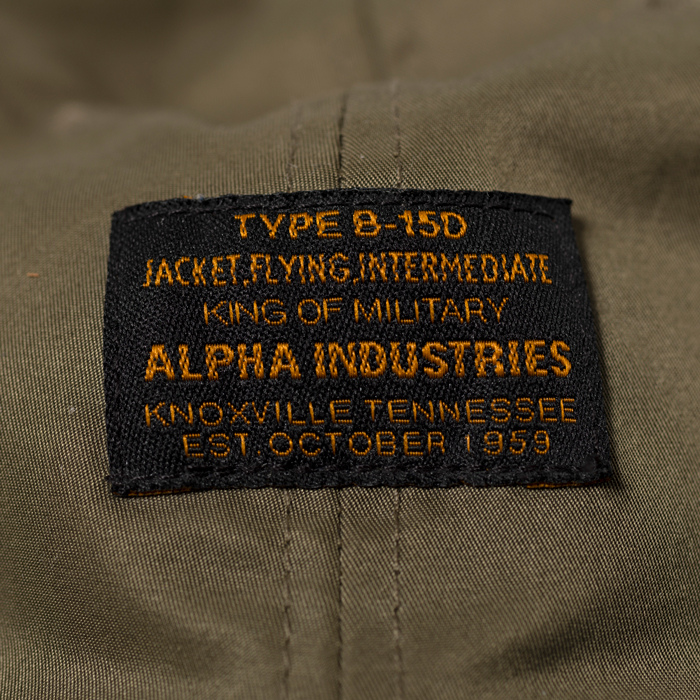 TYPE B-15D
JACKET,FLYING,INTERMEDIATE
KING OF MILITARY
ALPHA INDUSTRIES
KNOXVILLE TENNESSEE
EST.OCTOBER 1959